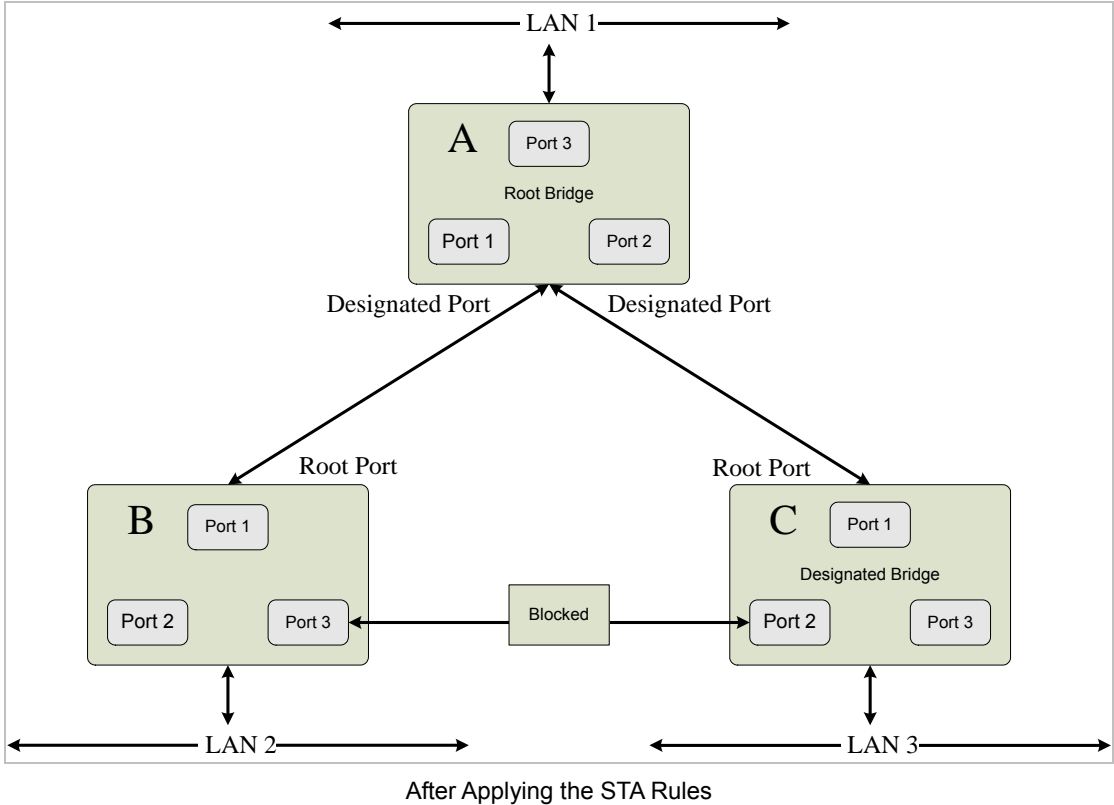 LAN 1
A
Port 3
Root Bridge
Port 1
Port 2
Designated Port
Designated Port
Root Port
Root Port
B
Port 1
Port 2
Port 3
Blocked
C
Port 1
Designated Bridge
Port 2
Port 3
LAN 2
LAN 3
After Applying the STA Rules